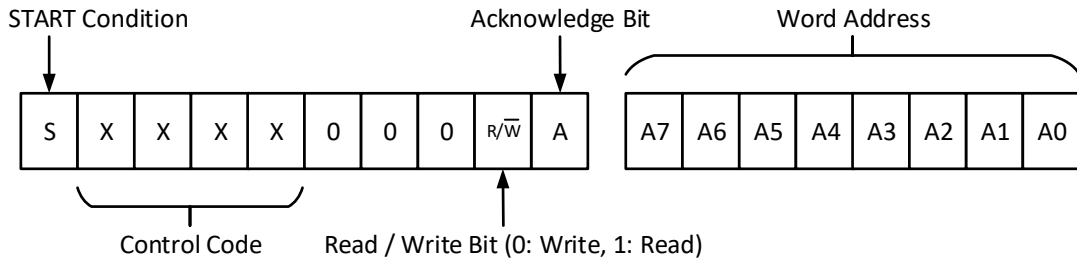 START Condition Acknowledge Bit Word Address
S X X X X 0 0 0 R/W̅ A A7 A6 A5 A4 A3 A2 A1 A0
Control Code Read / Write Bit (0: Write, 1: Read)